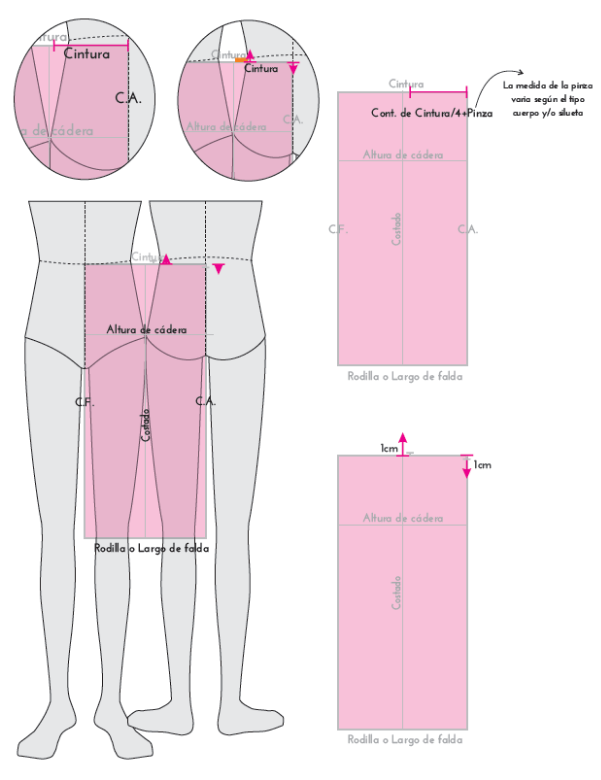 tura
Cintura
C.A.
a de cádera
Cintura
Cintura
C.A.
Altura de cádera
Cintura
Cont. de Cintura/4+Pinza
La medida de la pinza
varia según el tipo
cuerpo y/o silueta
Altura de cádera
C.F.
Costado
C.A.
Rodilla o Largo de falda
Cintura
Altura de cádera
C.F.
Costado
C.A.
Rodilla o Largo de falda
1cm
1cm
Altura de cádera
Costado
Rodilla o Largo de falda